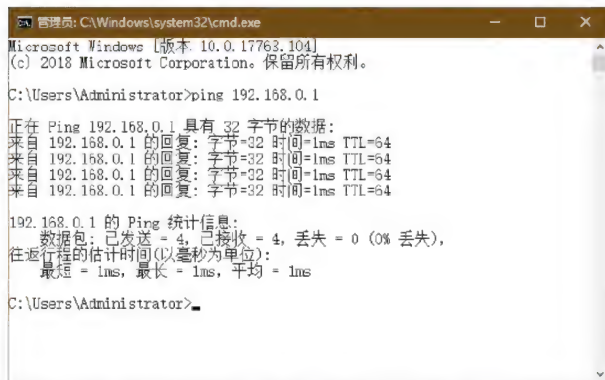 管理员: C:\Windows\system32\cmd.exe
Microsoft Windows [版本 10.0.17763.104]
(c) 2018 Microsoft Corporation。保留所有权利。
C:\Users\Administrator>ping 192.168.0.1
正在 Ping 192.168.0.1 具有 32 字节的数据:
来自 192.168.0.1 的回复: 字节=32 时间=1ms TTL=64
来自 192.168.0.1 的回复: 字节=32 时间=1ms TTL=64
来自 192.168.0.1 的回复: 字节=32 时间=1ms TTL=64
来自 192.168.0.1 的回复: 字节=32 时间=1ms TTL=64
192.168.0.1 的 Ping 统计信息:
数据包: 已发送 = 4，已接收 = 4，丢失 = 0 (0% 丢失)，
往返行程的估计时间(以毫秒为单位):
最短 = 1ms，最长 = 1ms，平均 = 1ms
C:\Users\Administrator>